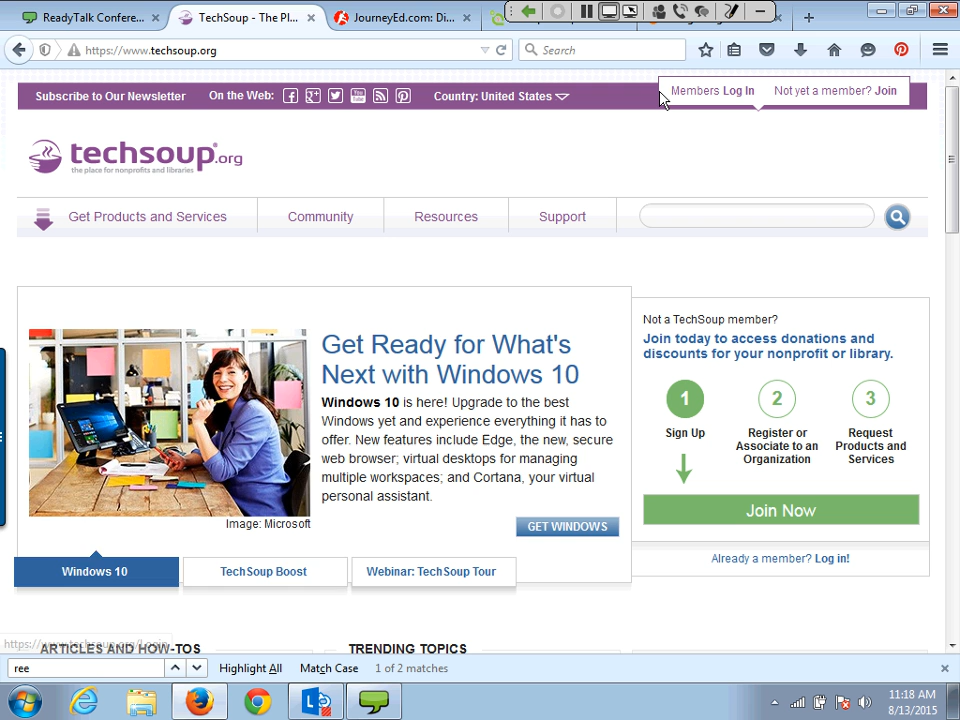 ReadyTalk Confere...
TechSoup - The Pl...
JourneyEd.com: Di...
https://www.techsoup.org
Search
Subscribe to Our Newsletter
On the Web:
Country: United States
Members Log In
Not yet a member? Join
techsoup.org
the place for nonprofits and libraries
Get Products and Services
Community
Resources
Support
Get Ready for What's
Next with Windows 10
Windows 10 is here! Upgrade to the best
Windows yet and experience everything it has to
offer. New features include Edge, the new, secure
web browser; virtual desktops for managing
multiple workspaces; and Cortana, your virtual
personal assistant.
Image: Microsoft
GET WINDOWS
Windows 10
TechSoup Boost
Webinar: TechSoup Tour
Not a TechSoup member?
Join today to access donations and
discounts for your nonprofit or library.
1
2
3
Sign Up
Register or
Associate to an
Organization
Request
Products and
Services
Join Now
Already a member? Log in!
https://www.techsoup.org/Login
ARTICLES AND HOW-TOS
TRENDING TOPICS
ree
Highlight All
Match Case
1 of 2 matches
11:18 AM
8/13/2015